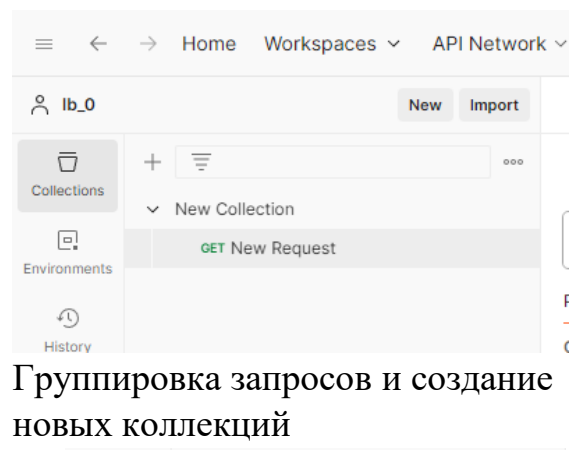 Home Workspaces API Network
lb_0 New Import
Collections
New Collection
GET New Request
Environments
History
Группировка запросов и создание
новых коллекций